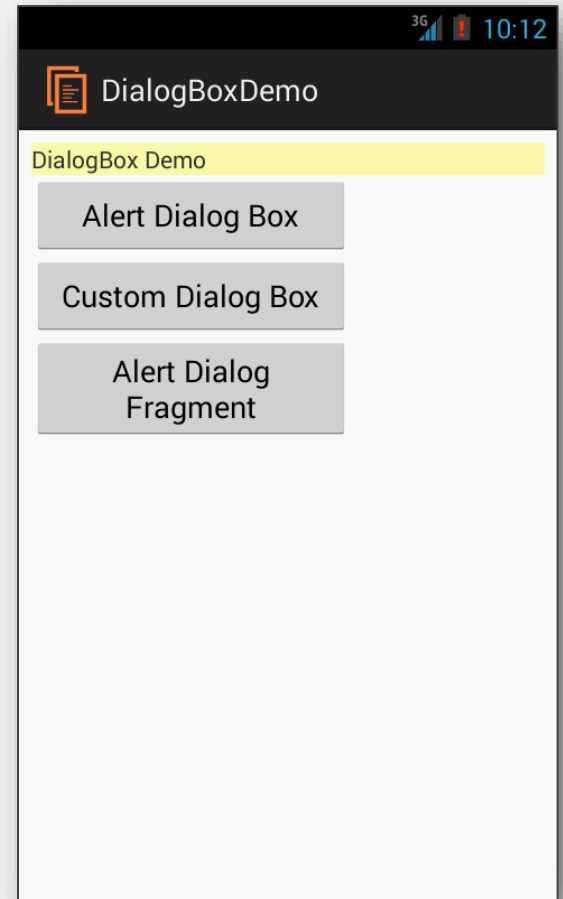 3G 10:12
DialogBoxDemo
DialogBox Demo
Alert Dialog Box
Custom Dialog Box
Alert Dialog
Fragment